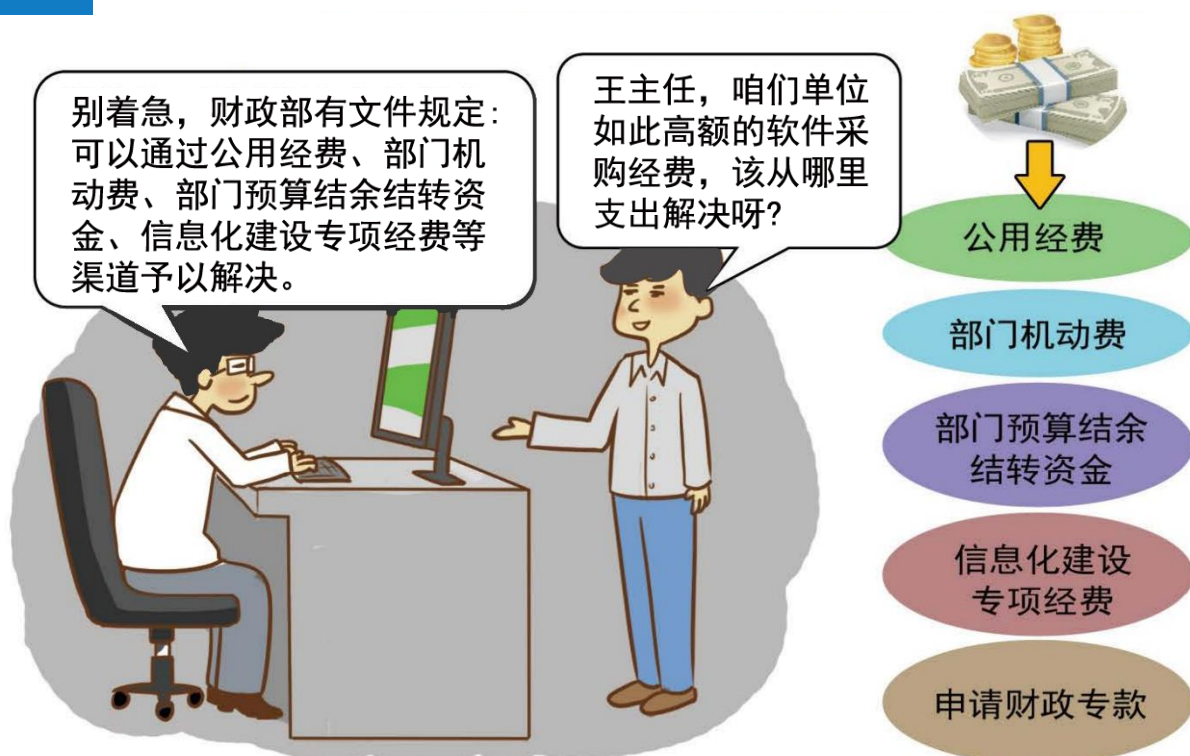 别着急，财政部有文件规定:
可以通过公用经费、部门机
动费、部门预算结余结转资
金、信息化建设专项经费等
渠道予以解决。
王主任，咱们单位
如此高额的软件采
购经费，该从哪里
支出解决呀?
公用经费
部门机动费
部门预算结余
结转资金
信息化建设
专项经费
申请财政专款